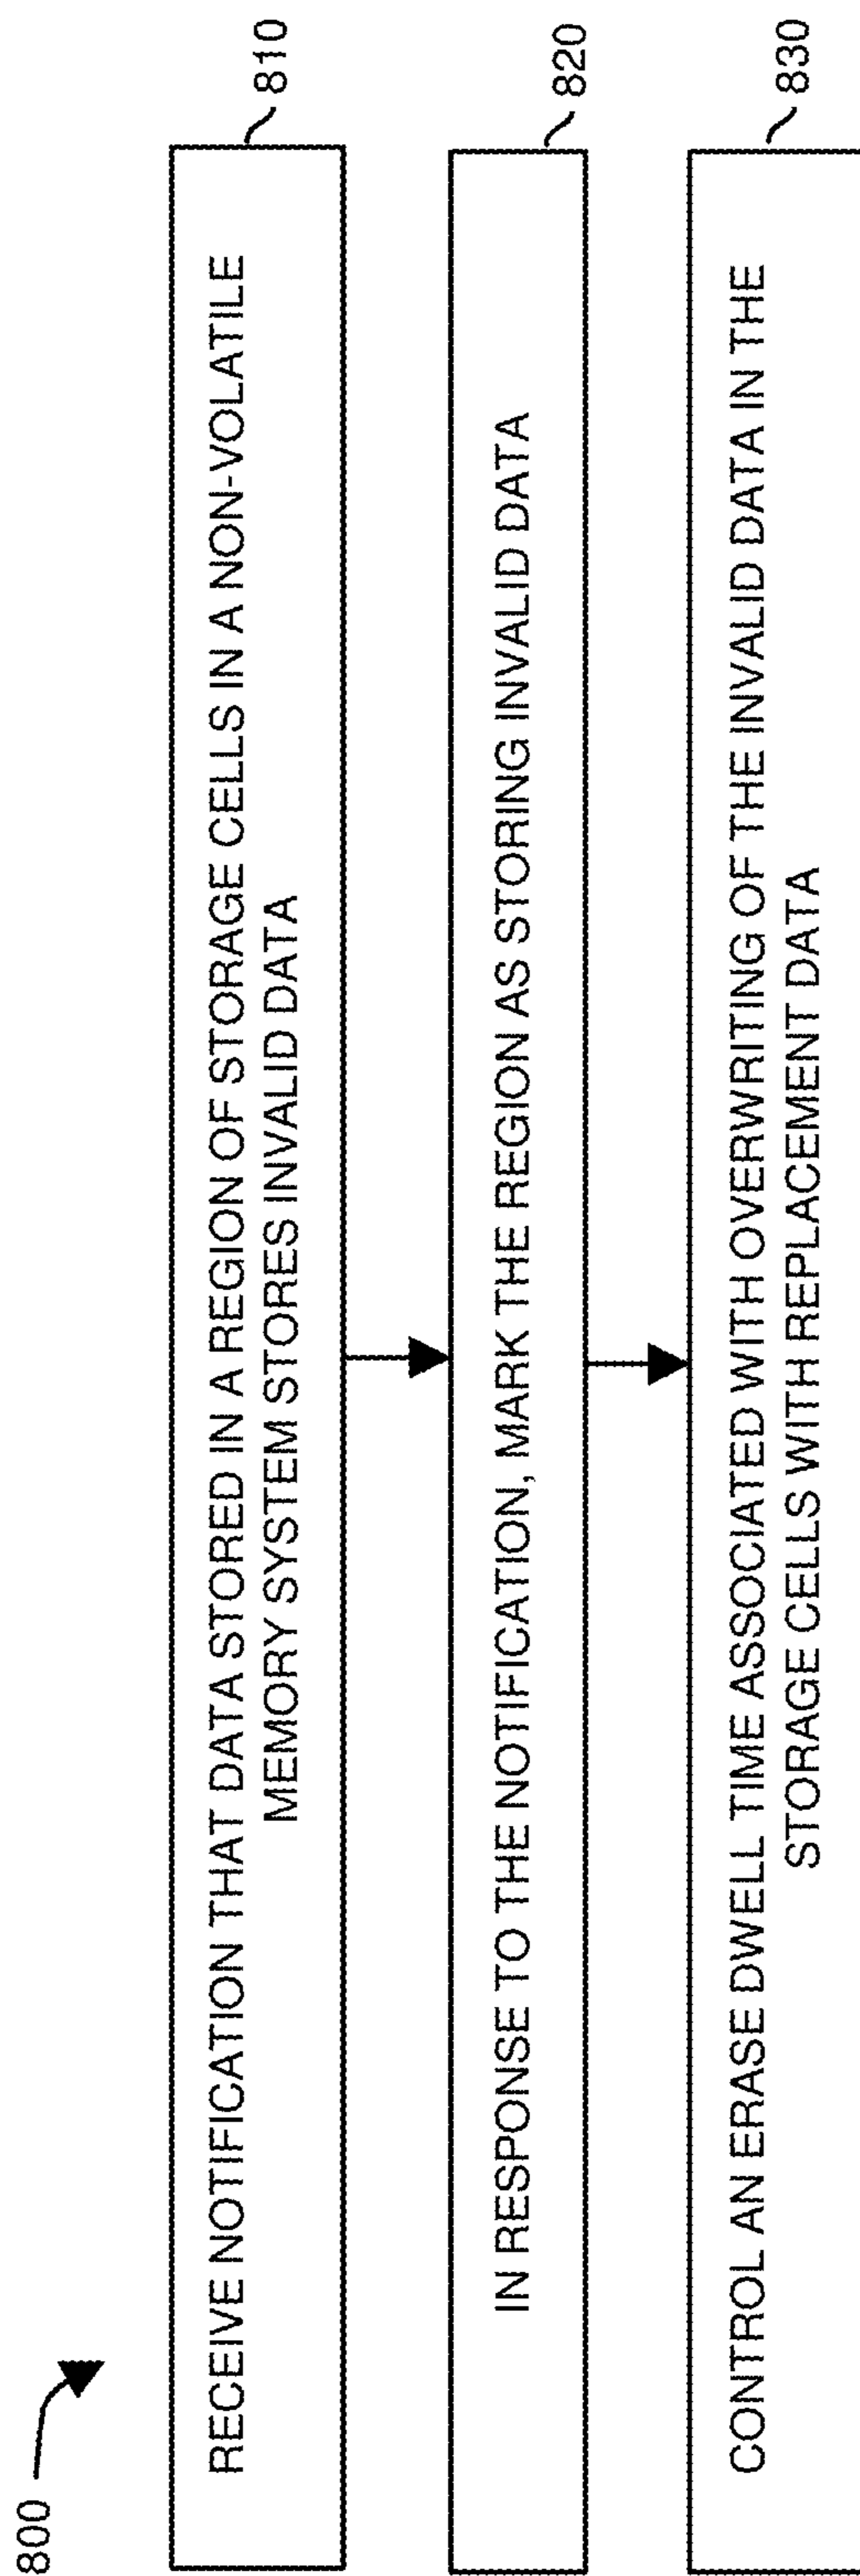 800
RECEIVE NOTIFICATION THAT DATA STORED IN A REGION OF STORAGE CELLS IN A NON-VOLATILE
MEMORY SYSTEM STORES INVALID DATA
810
IN RESPONSE TO THE NOTIFICATION, MARK THE REGION AS STORING INVALID DATA
820
CONTROL AN ERASE DWELL TIME ASSOCIATED WITH OVERWRITING OF THE INVALID DATA IN THE
STORAGE CELLS WITH REPLACEMENT DATA
830